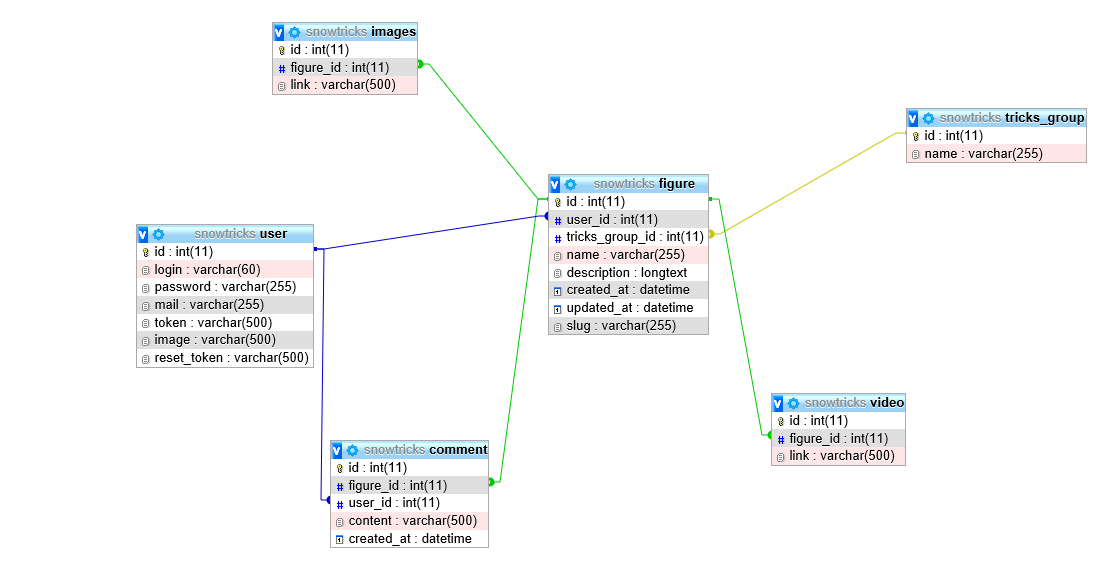 snowtricks images
id : int(11)
figure_id : int(11)
link : varchar(500)
snowtricks tricks_group
id : int(11)
name : varchar(255)
snowtricks figure
id : int(11)
user_id : int(11)
tricks_group_id : int(11)
name : varchar(255)
description : longtext
created_at : datetime
updated_at : datetime
slug : varchar(255)
snowtricks user
id : int(11)
login : varchar(60)
password : varchar(255)
mail : varchar(255)
token : varchar(500)
image : varchar(500)
reset_token : varchar(500)
snowtricks video
id : int(11)
figure_id : int(11)
link : varchar(500)
snowtricks comment
id : int(11)
figure_id : int(11)
user_id : int(11)
content : varchar(500)
created_at : datetime